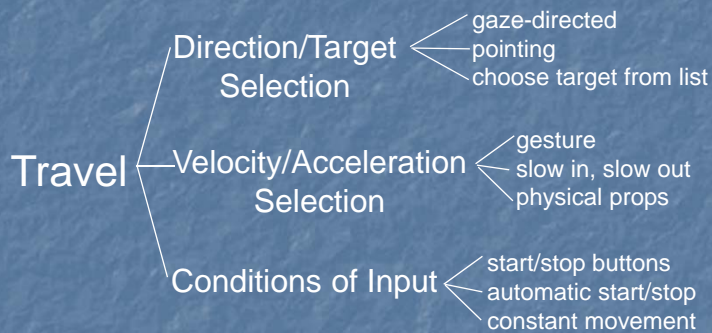 Travel
Direction/Target
Selection
gaze-directed
pointing
choose target from list
Velocity/Acceleration
Selection
gesture
slow in, slow out
physical props
Conditions of Input
start/stop buttons
automatic start/stop
constant movement